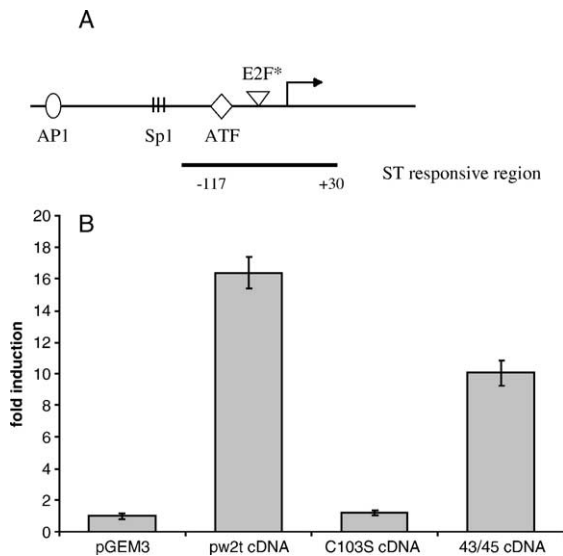 A
E2F*
AP1 Sp1 ATF
-117 +30 ST responsive region
B
20
18
16
14
12
10
8
6
4
2
0
fold induction
pGEM3 pw2t cDNA C103S cDNA 43/45 cDNA